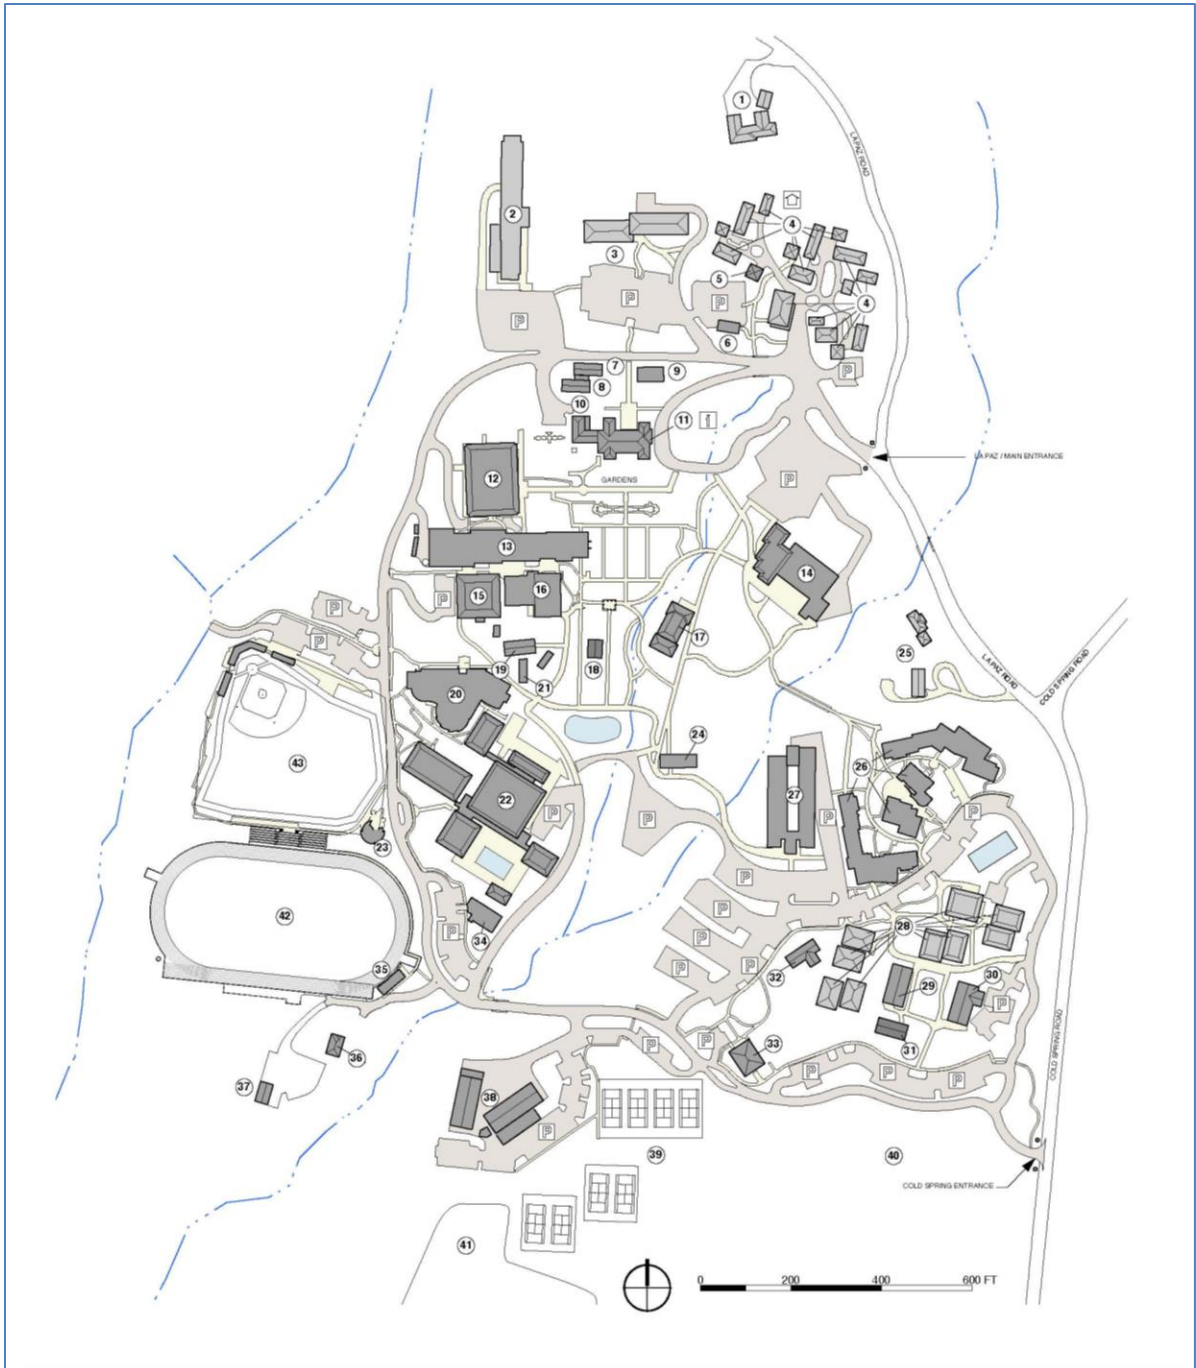 1
LA PAZ ROAD
2
4
3
5
P
P
P
4
6
7
9
P
8
10
11
LA PAZ / MAIN ENTRANCE
12
GARDENS
P
13
14
15
P
16
P
17
P
25
19
18
21
LA PAZ ROAD
COLD SPRING ROAD
20
24
43
26
22
27
P
P
P
P
23
P
42
P
28
34
P
P
35
32
P
P
29
30
P
36
31
33
P
P
37
P
P
P
COLD SPRING ROAD
38
P
39
40
COLD SPRING ENTRANCE
41
0 200 400 600 FT